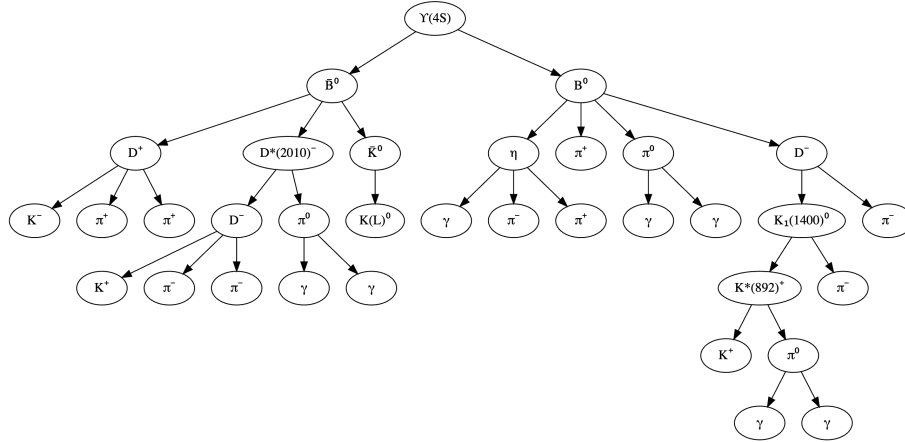 ϒ(4S)
B̄⁰ B⁰
D⁺ D*(2010)⁻ K̄⁰ η π⁺ π⁰ D⁻
K⁻ π⁺ π⁺ D⁻ π⁰ K(L)⁰ γ π⁻ π⁺ γ γ K₁(1400)⁰ π⁻
K⁺ π⁻ π⁻ γ γ K*(892)⁺ π⁻
K⁺ π⁰
γ γ